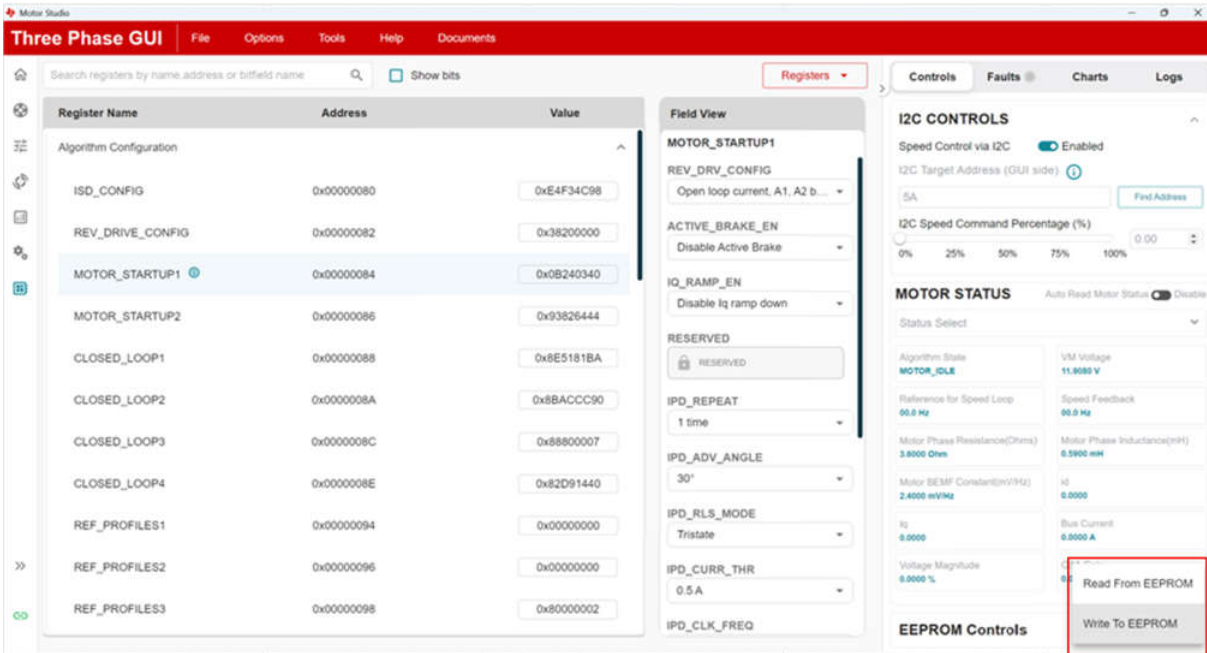 Motor Studio
Three Phase GUI File Options Tools Help Documents
Search registers by name,address or bitfield name Show bits Registers
Register Name Address Value
Algorithm Configuration
ISD_CONFIG 0x00000080 0xE4F34C98
REV_DRIVE_CONFIG 0x00000082 0x38200000
MOTOR_STARTUP1 0x00000084 0x0B240340
MOTOR_STARTUP2 0x00000086 0x93826444
CLOSED_LOOP1 0x00000088 0x8E5181BA
CLOSED_LOOP2 0x0000008A 0x8BACCC90
CLOSED_LOOP3 0x0000008C 0x88800007
CLOSED_LOOP4 0x0000008E 0x82D91440
REF_PROFILES1 0x00000094 0x00000000
REF_PROFILES2 0x00000096 0x00000000
REF_PROFILES3 0x00000098 0x80000002
Field View
MOTOR_STARTUP1
REV_DRV_CONFIG
Open loop current, A1, A2 b...
ACTIVE_BRAKE_EN
Disable Active Brake
IQ_RAMP_EN
Disable Iq ramp down
RESERVED
RESERVED
IPD_REPEAT
1 time
IPD_ADV_ANGLE
30°
IPD_RLS_MODE
Tristate
IPD_CURR_THR
0.5 A
IPD_CLK_FREQ
Controls Faults Charts Logs
I2C CONTROLS
Speed Control via I2C Enabled
I2C Target Address (GUI side)
5A Find Address
I2C Speed Command Percentage (%)
0.00
0% 25% 50% 75% 100%
MOTOR STATUS Auto Read Motor Status Disable
Status Select
Algorithm State VM Voltage
MOTOR_IDLE 11.9080 V
Reference for Speed Loop Speed Feedback
00.0 Hz 00.0 Hz
Motor Phase Resistance(Ohms) Motor Phase Inductance(mH)
3.6000 Ohm 0.5900 mH
Motor BEMF Constant(mV/Hz) id
2.4000 mV/Hz 0.0000
iq Bus Current
0.0000 0.0000 A
Voltage Magnitude
0.0000 %
Read From EEPROM
Write To EEPROM
EEPROM Controls